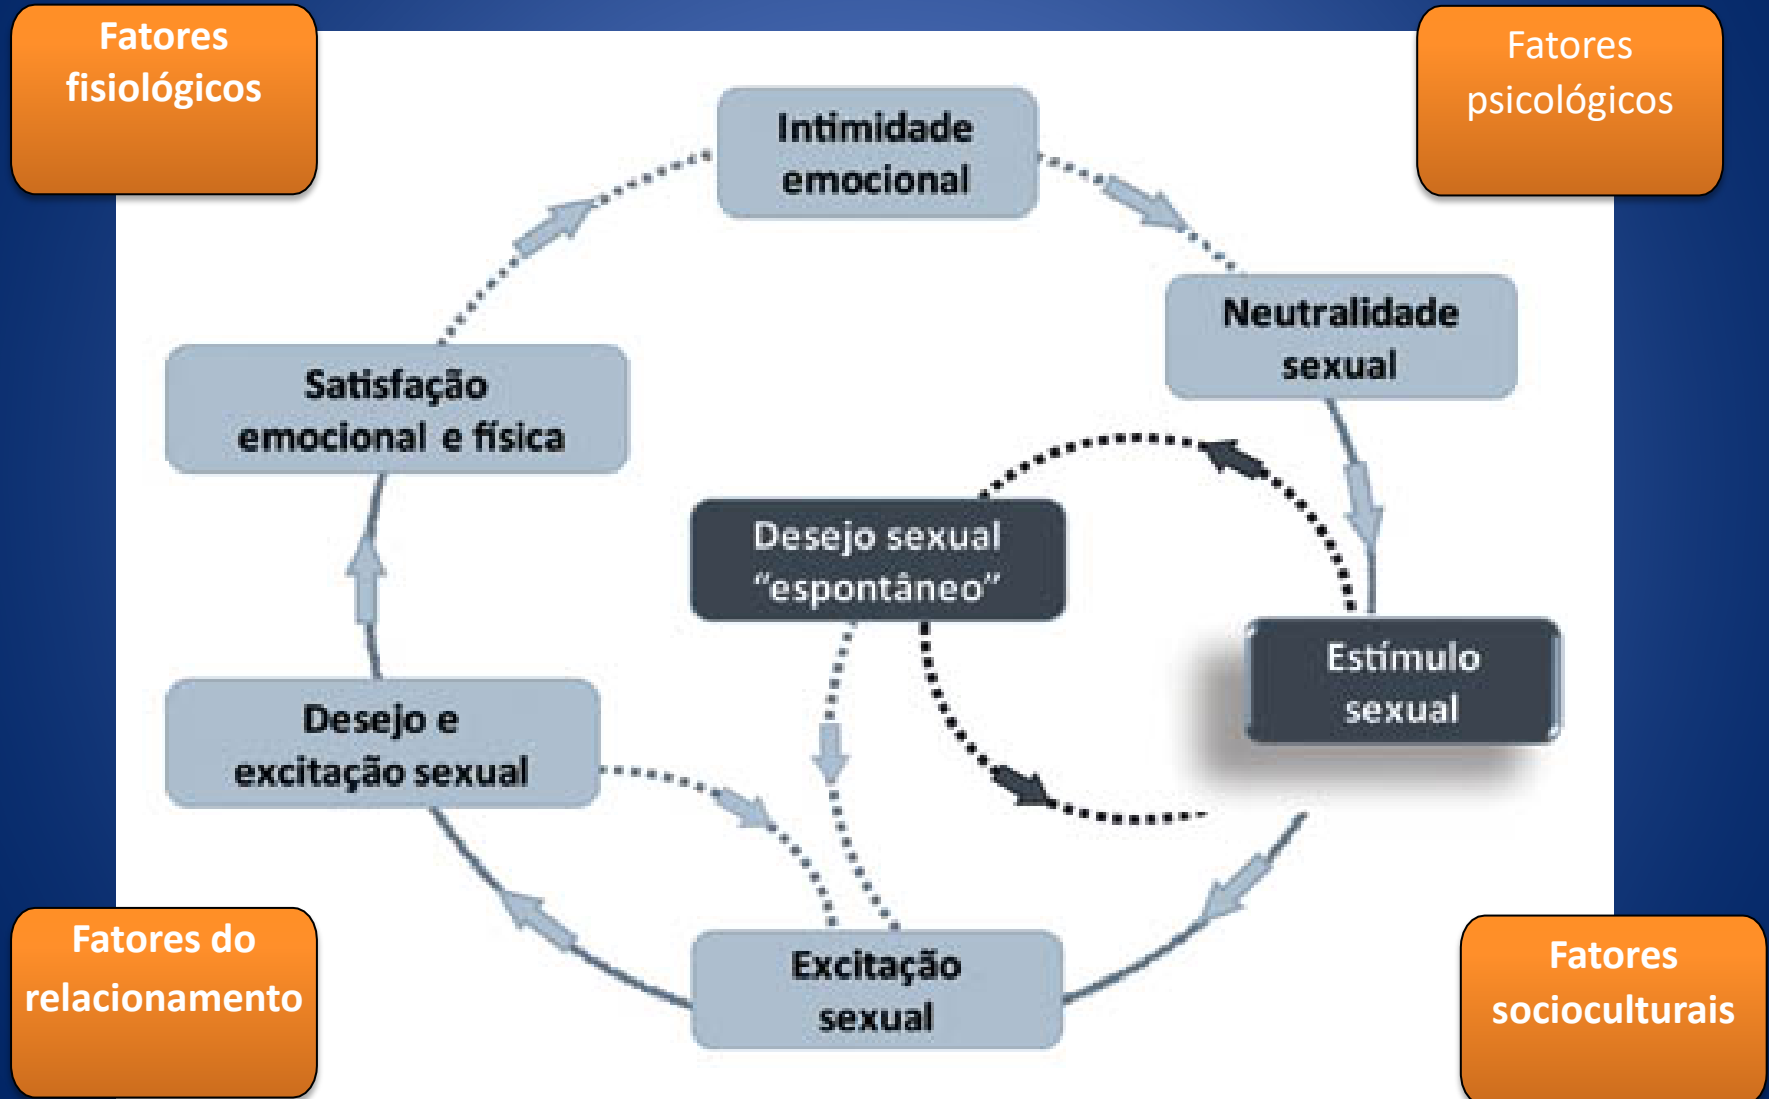 Fatores
fisiológicos
Fatores
psicológicos
Intimidade
emocional
Neutralidade
sexual
Satisfação
emocional e física
Desejo sexual
“espontâneo”
Estímulo
sexual
Desejo e
excitação sexual
Excitação
sexual
Fatores do
relacionamento
Fatores
socioculturais